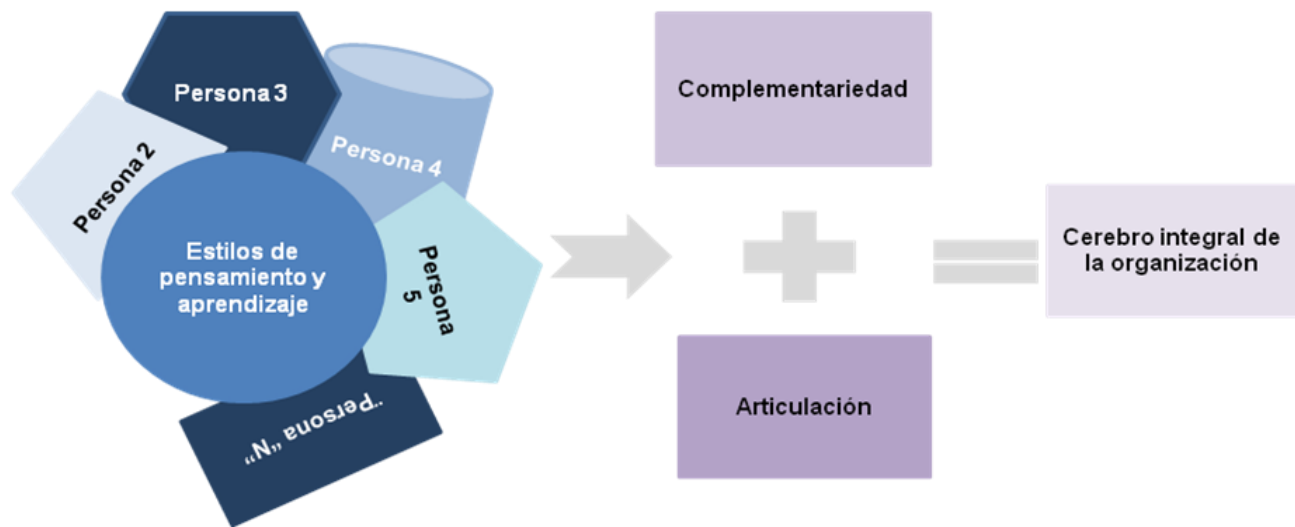 Persona 3
Persona 2
Persona 4
Persona
5
"Persona "N"
Estilos de
pensamiento y
aprendizaje
Complementariedad
Articulación
Cerebro integral de
la organización